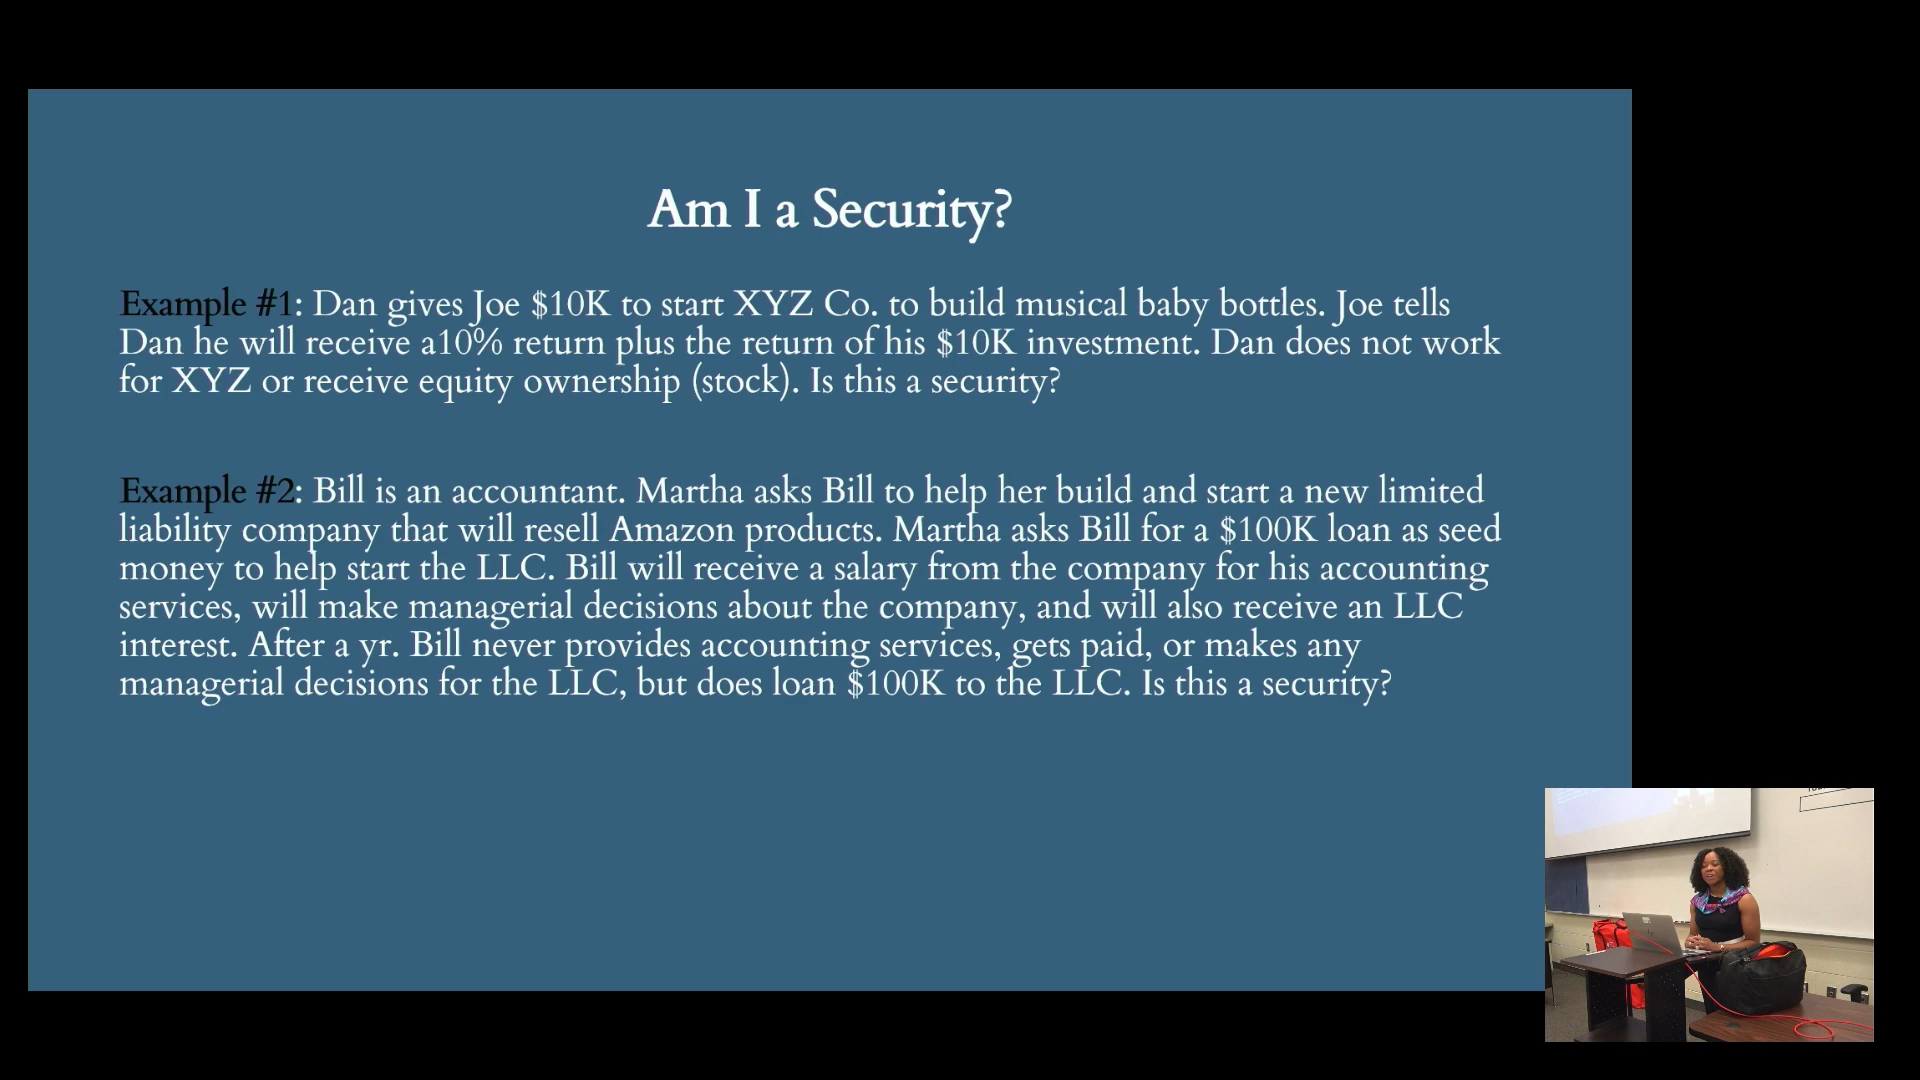 Am I a Security?
Example #1: Dan gives Joe $10K to start XYZ Co. to build musical baby bottles. Joe tells
Dan he will receive a10% return plus the return of his $10K investment. Dan does not work
for XYZ or receive equity ownership (stock). Is this a security?
Example #2: Bill is an accountant. Martha asks Bill to help her build and start a new limited
liability company that will resell Amazon products. Martha asks Bill for a $100K loan as seed
money to help start the LLC. Bill will receive a salary from the company for his accounting
services, will make managerial decisions about the company, and will also receive an LLC
interest. After a yr. Bill never provides accounting services, gets paid, or makes any
managerial decisions for the LLC, but does loan $100K to the LLC. Is this a security?